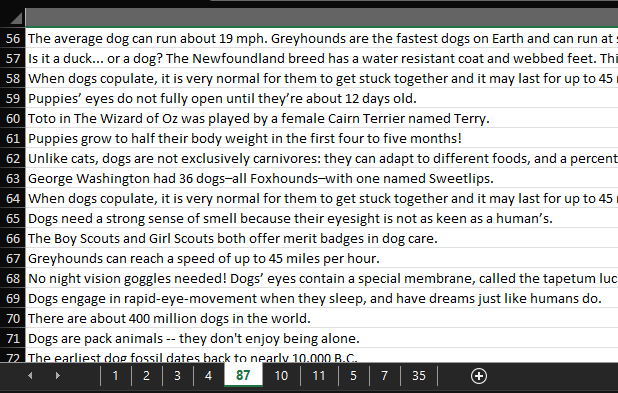 56 The average dog can run about 19 mph. Greyhounds are the fastest dogs on Earth and can run at
57 Is it a duck... or a dog? The Newfoundland breed has a water resistant coat and webbed feet. Thi
58 When dogs copulate, it is very normal for them to get stuck together and it may last for up to 45
59 Puppies’ eyes do not fully open until they’re about 12 days old.
60 Toto in The Wizard of Oz was played by a female Cairn Terrier named Terry.
61 Puppies grow to half their body weight in the first four to five months!
62 Unlike cats, dogs are not exclusively carnivores: they can adapt to different foods, and a percent
63 George Washington had 36 dogs–all Foxhounds–with one named Sweetlips.
64 When dogs copulate, it is very normal for them to get stuck together and it may last for up to 45
65 Dogs need a strong sense of smell because their eyesight is not as keen as a human’s.
66 The Boy Scouts and Girl Scouts both offer merit badges in dog care.
67 Greyhounds can reach a speed of up to 45 miles per hour.
68 No night vision goggles needed! Dogs’ eyes contain a special membrane, called the tapetum luc
69 Dogs engage in rapid-eye-movement when they sleep, and have dreams just like humans do.
70 There are about 400 million dogs in the world.
71 Dogs are pack animals -- they don't enjoy being alone.
72 The earliest dog fossil dates back to nearly 10,000 B.C.
1 2 3 4 87 10 11 5 7 35